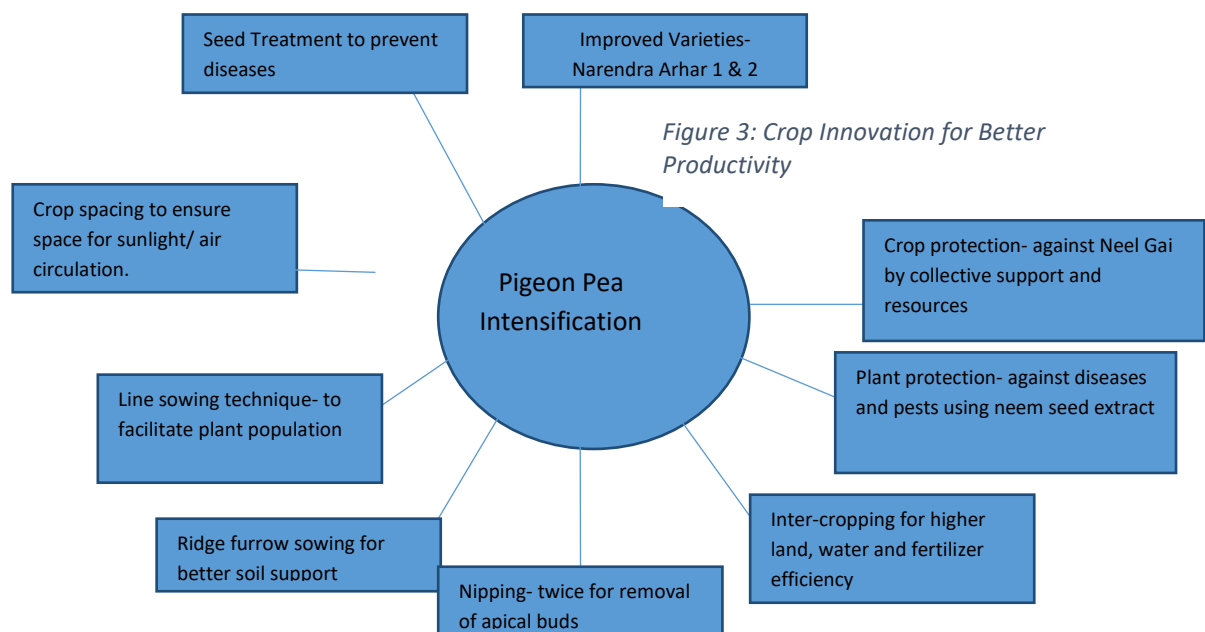 Seed Treatment to prevent
diseases
Improved Varieties-
Narendra Arhar 1 & 2
Figure 3: Crop Innovation for Better
Productivity
Crop spacing to ensure
space for sunlight/ air
circulation.
Crop protection- against Neel Gai
by collective support and
resources
Pigeon Pea
Intensification
Plant protection- against diseases
and pests using neem seed extract
Line sowing technique- to
facilitate plant population
Inter-cropping for higher
land, water and fertilizer
efficiency
Ridge furrow sowing for
better soil support
Nipping- twice for removal
of apical buds